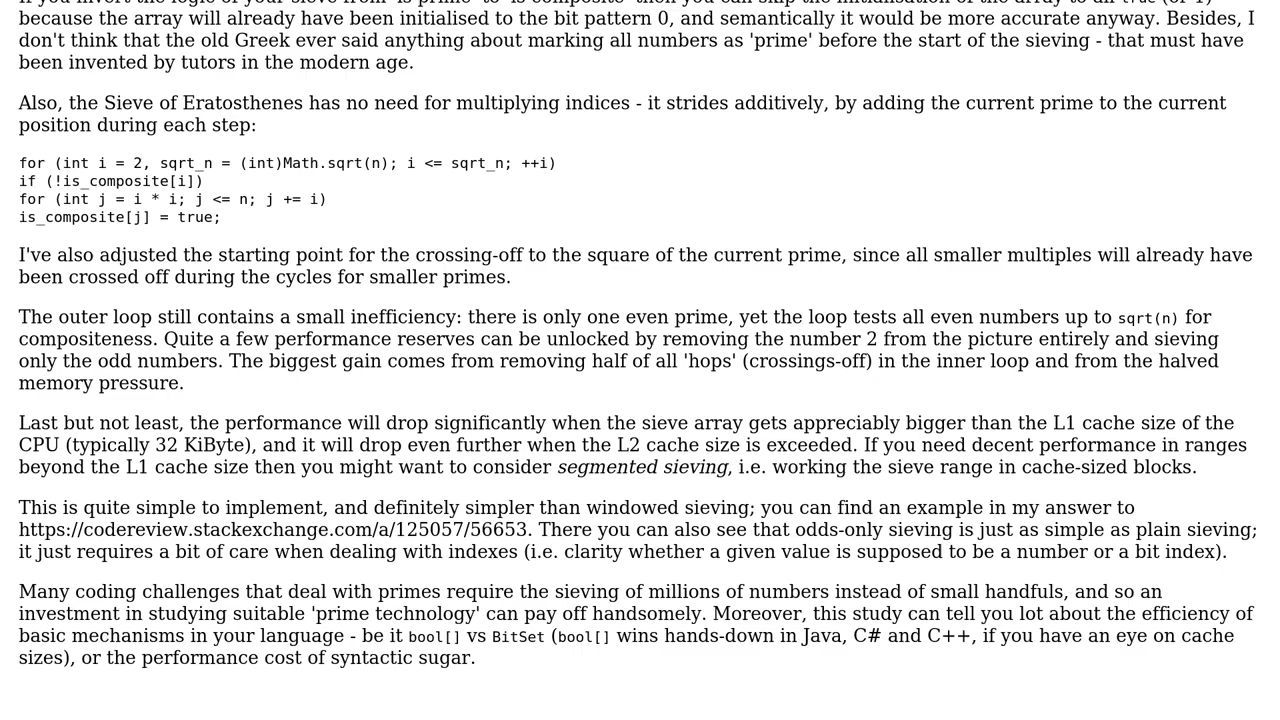 because the array will already have been initialised to the bit pattern 0, and semantically it would be more accurate anyway. Besides, I
don't think that the old Greek ever said anything about marking all numbers as 'prime' before the start of the sieving - that must have
been invented by tutors in the modern age.
Also, the Sieve of Eratosthenes has no need for multiplying indices - it strides additively, by adding the current prime to the current
position during each step:
for (int i = 2, sqrt_n = (int)Math.sqrt(n); i <= sqrt_n; ++i)
if (!is_composite[i])
for (int j = i * i; j <= n; j += i)
is_composite[j] = true;
I've also adjusted the starting point for the crossing-off to the square of the current prime, since all smaller multiples will already have
been crossed off during the cycles for smaller primes.
The outer loop still contains a small inefficiency: there is only one even prime, yet the loop tests all even numbers up to sqrt(n) for
compositeness. Quite a few performance reserves can be unlocked by removing the number 2 from the picture entirely and sieving
only the odd numbers. The biggest gain comes from removing half of all 'hops' (crossings-off) in the inner loop and from the halved
memory pressure.
Last but not least, the performance will drop significantly when the sieve array gets appreciably bigger than the L1 cache size of the
CPU (typically 32 KiByte), and it will drop even further when the L2 cache size is exceeded. If you need decent performance in ranges
beyond the L1 cache size then you might want to consider segmented sieving, i.e. working the sieve range in cache-sized blocks.
This is quite simple to implement, and definitely simpler than windowed sieving; you can find an example in my answer to
https://codereview.stackexchange.com/a/125057/56653. There you can also see that odds-only sieving is just as simple as plain sieving;
it just requires a bit of care when dealing with indexes (i.e. clarity whether a given value is supposed to be a number or a bit index).
Many coding challenges that deal with primes require the sieving of millions of numbers instead of small handfuls, and so an
investment in studying suitable 'prime technology' can pay off handsomely. Moreover, this study can tell you lot about the efficiency of
basic mechanisms in your language - be it bool[] vs BitSet (bool[] wins hands-down in Java, C# and C++, if you have an eye on cache
sizes), or the performance cost of syntactic sugar.